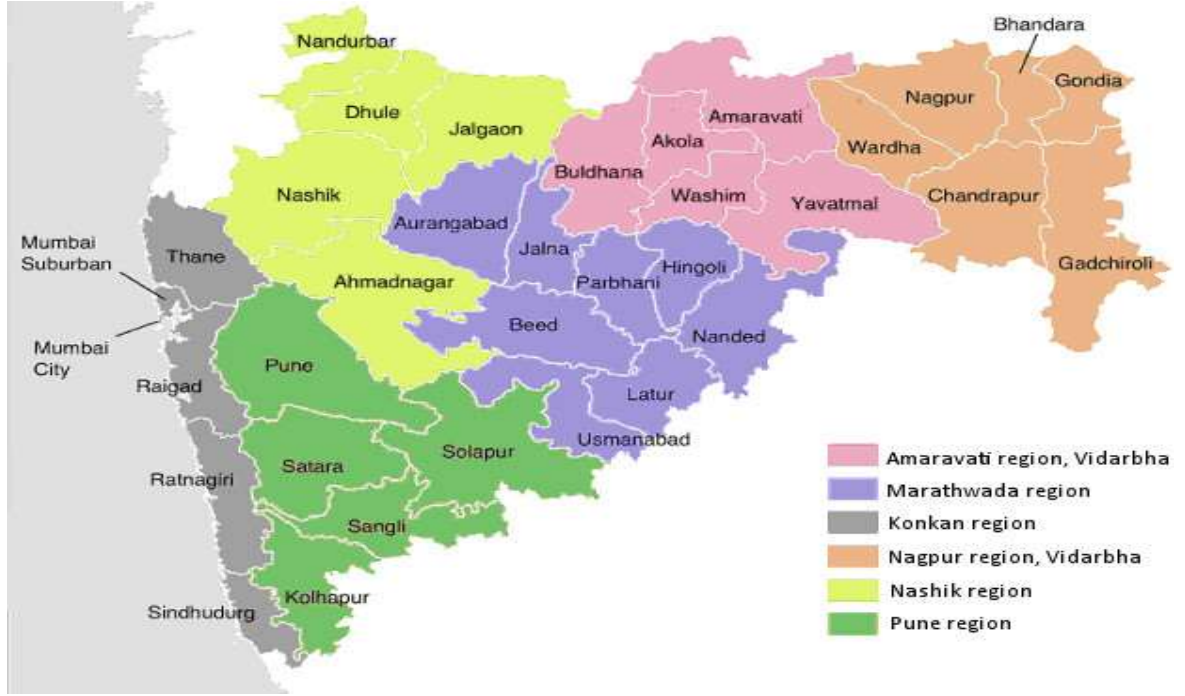 Nandurbar
Bhandara
Gondia
Nagpur
Dhule
Jalgaon
Amaravati
Akola
Wardha
Buldhana
Nashik
Washim
Yavatmal
Chandrapur
Aurangabad
Mumbai
Suburban
Thane
Jalna
Hingoli
Gadchiroli
Ahmadnagar
Parbhani
Beed
Nanded
Mumbai
City
Pune
Raigad
Latur
Usmanabad
Solapur
Satara
Ratnagiri
Sangli
Kolhapur
Sindhudurg
Amaravati region, Vidarbha
Marathwada region
Konkan region
Nagpur region, Vidarbha
Nashik region
Pune region